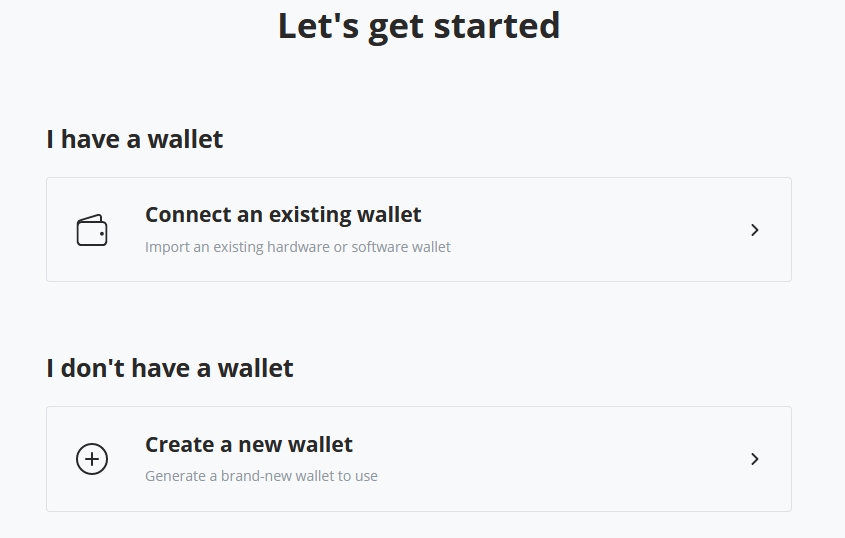 Let's get started
I have a wallet
Connect an existing wallet
Import an existing hardware or software wallet
I don't have a wallet
Create a new wallet
Generate a brand-new wallet to use